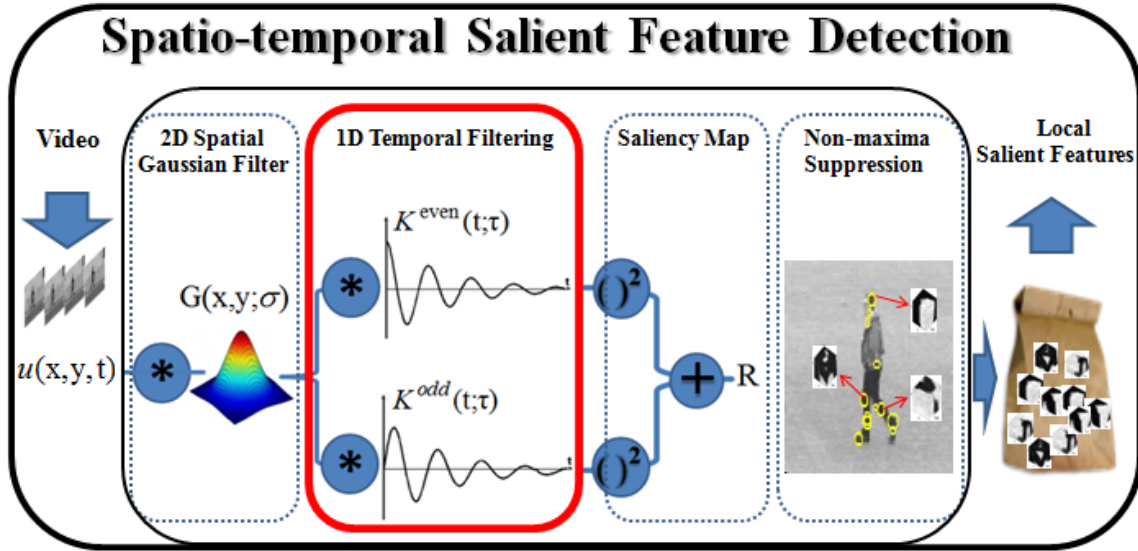 Spatio-temporal Salient Feature Detection
Video
2D Spatial
Gaussian Filter
1D Temporal Filtering
Saliency Map
Non-maxima
Suppression
Local
Salient Features
K^even(t;τ)
t
G(x,y;σ)
*
( )²
u(x,y,t)
*
+
R
K^odd(t;τ)
t
*
( )²